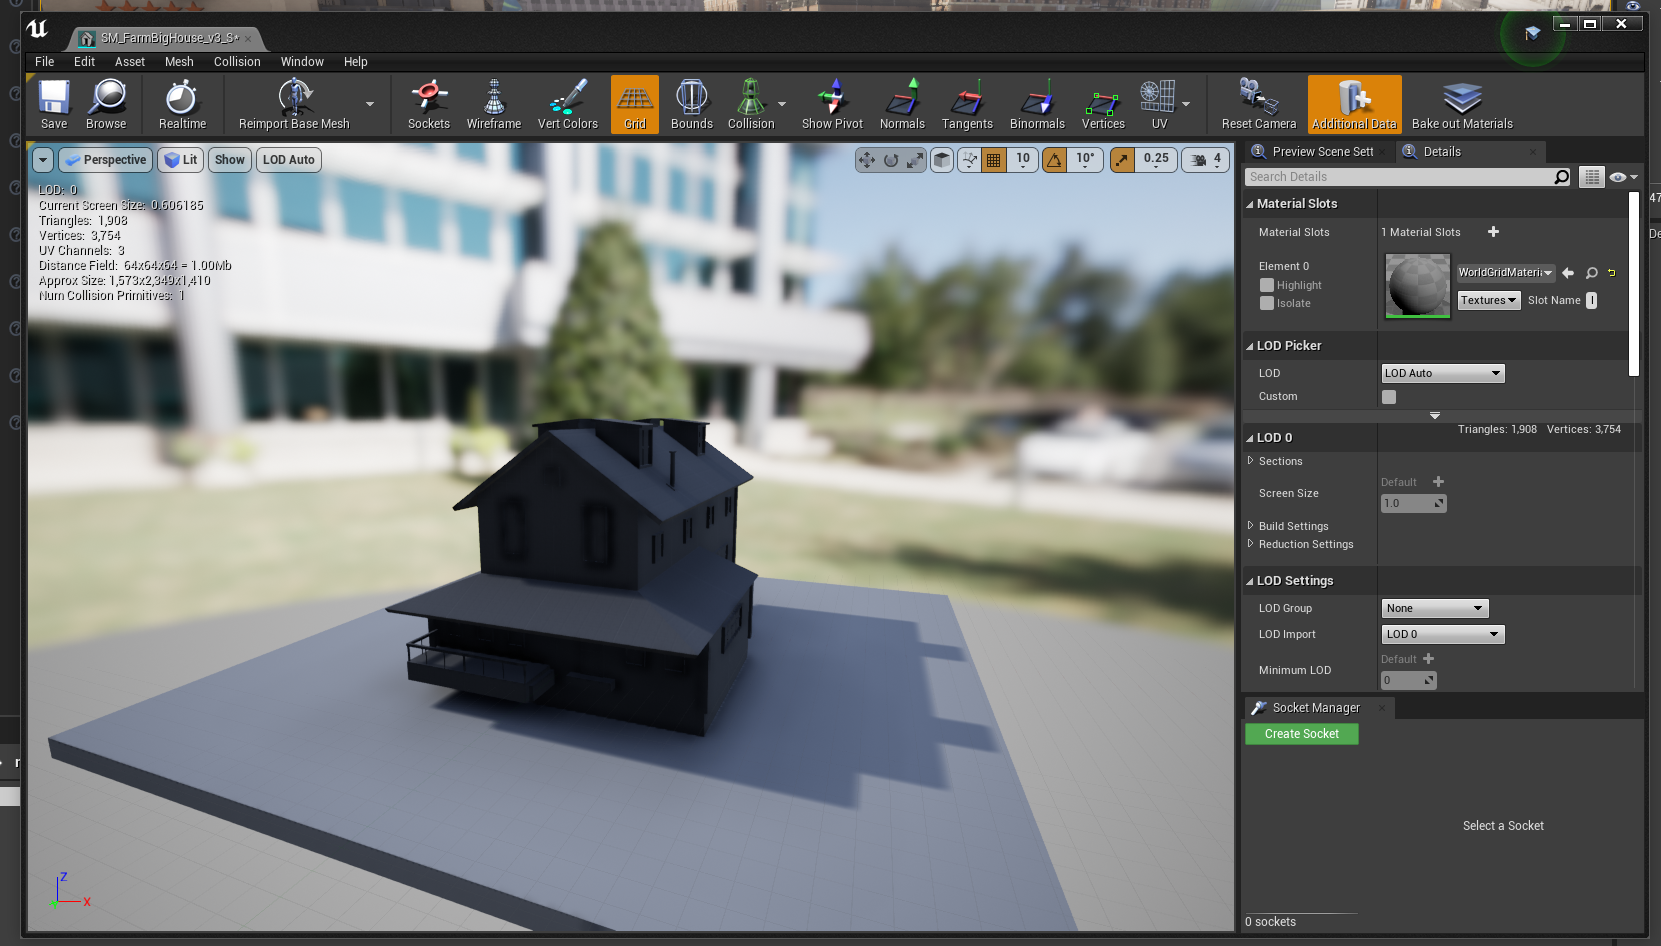 SM_FarmBigHouse_v3_S*
File Edit Asset Mesh Collision Window Help
Save Browse Realtime Reimport Base Mesh Sockets Wireframe Vert Colors Grid Bounds Collision Show Pivot Normals Tangents Binormals Vertices UV Reset Camera Additional Data Bake out Materials
Perspective Lit Show LOD Auto 10 10° 0.25 4
LOD: 0
Current Screen Size: 0.606185
Triangles: 1,908
Vertices: 3,754
UV Channels: 3
Distance Field: 64x64x64 = 1.00Mb
Approx Size: 1,573x2,349x1,410
Num Collision Primitives: 1
Z
X
Preview Scene Sett Details
Search Details
Material Slots
Material Slots 1 Material Slots
Element 0
Highlight
Isolate
WorldGridMateri
Textures Slot Name
LOD Picker
LOD LOD Auto
Custom
Triangles: 1,908 Vertices: 3,754
LOD 0
Sections
Default
Screen Size
1.0
Build Settings
Reduction Settings
LOD Settings
LOD Group None
LOD Import LOD 0
Default
Minimum LOD
0
Socket Manager
Create Socket
Select a Socket
0 sockets
47
De